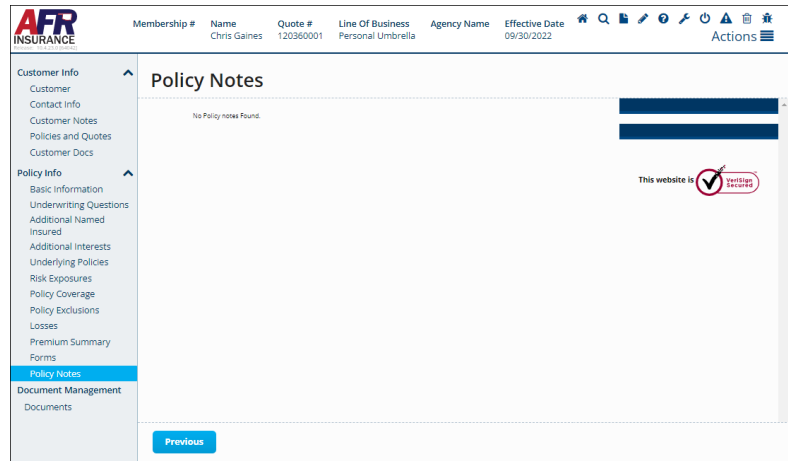 AFR
INSURANCE
Membership # Name Quote # Line Of Business Agency Name Effective Date
Chris Gaines 120360001 Personal Umbrella 09/30/2022
Actions
Customer Info
Customer
Contact Info
Customer Notes
Policies and Quotes
Customer Docs
Policy Info
Basic Information
Underwriting Questions
Additional Named
Insured
Additional Interests
Underlying Policies
Risk Exposures
Policy Coverage
Policy Exclusions
Losses
Premium Summary
Forms
Policy Notes
Document Management
Documents
Policy Notes
No Policy notes Found.
This website is
VeriSign
Secured
Previous